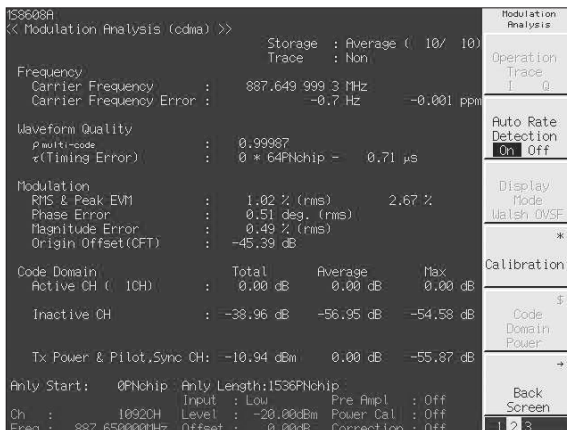 MS8608A
<< Modulation Analysis (cdma) >>
Storage : Average ( 10/ 10)
Trace : Non
Frequency
Carrier Frequency : 887.649 999 3 MHz
Carrier Frequency Error : -0.7 Hz -0.001 ppm
Waveform Quality
ρmulti-code : 0.99987
τ(Timing Error) : 0 * 64PNchip - 0.71 μs
Modulation
RMS & Peak EVM : 1.02 % (rms) 2.67 %
Phase Error : 0.51 deg. (rms)
Magnitude Error : 0.49 % (rms)
Origin Offset(CFT) : -45.39 dB
Code Domain Total Average Max
Active CH ( 1CH) : 0.00 dB 0.00 dB 0.00 dB
Inactive CH : -38.96 dB -56.95 dB -54.58 dB
Tx Power & Pilot,Sync CH: -10.94 dBm 0.00 dB -55.87 dB
Anly Start: 0PNchip Anly Length:1536PNchip
Input : Low Pre Ampl : Off
Ch : 1092CH Level : -20.00dBm Power Cal : Off
Freq : 887.650000MHz Offset : 0.00dB Correction : Off
Modulation
Analysis
Operation
Trace
I Q
Auto Rate
Detection
On Off
Display
Mode
Walsh OVSF
*
Calibration
$
Code
Domain
Power
→
Back
Screen
1 2 3